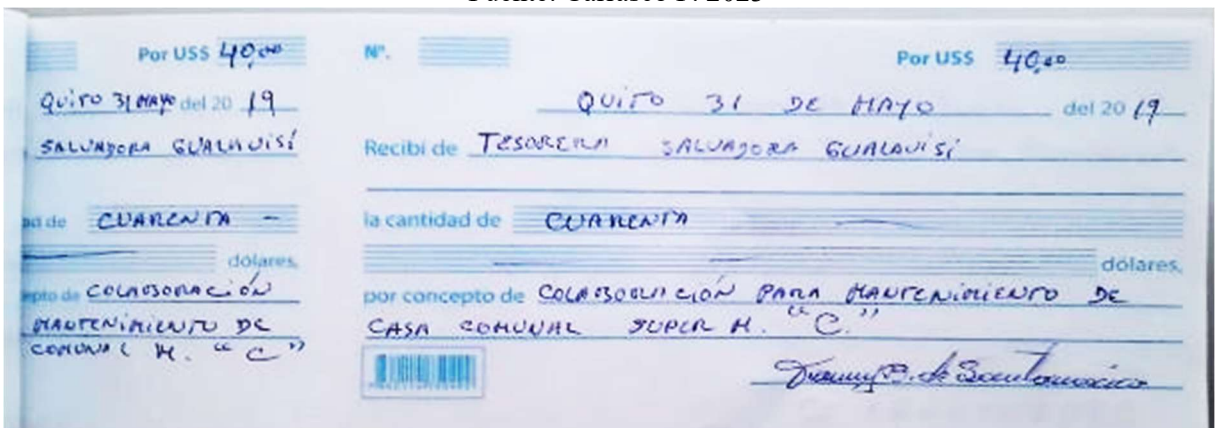 Por US$ 40,00
Quito 31 MAYO del 20 19
SALVADORA GUALAVISÍ
CUARENTA -
dólares,
COLABORACIÓN
MANTENIMIENTO DE
COMUNAL M. "C"
Nº.
Por US$ 40,00
QUITO 31 DE MAYO del 20 19
Recibí de TESORERA SALVADORA GUALAVISÍ
la cantidad de CUARENTA
dólares,
por concepto de COLABORACIÓN PARA MANTENIMIENTO DE
CASA COMUNAL SUPER M. "C."